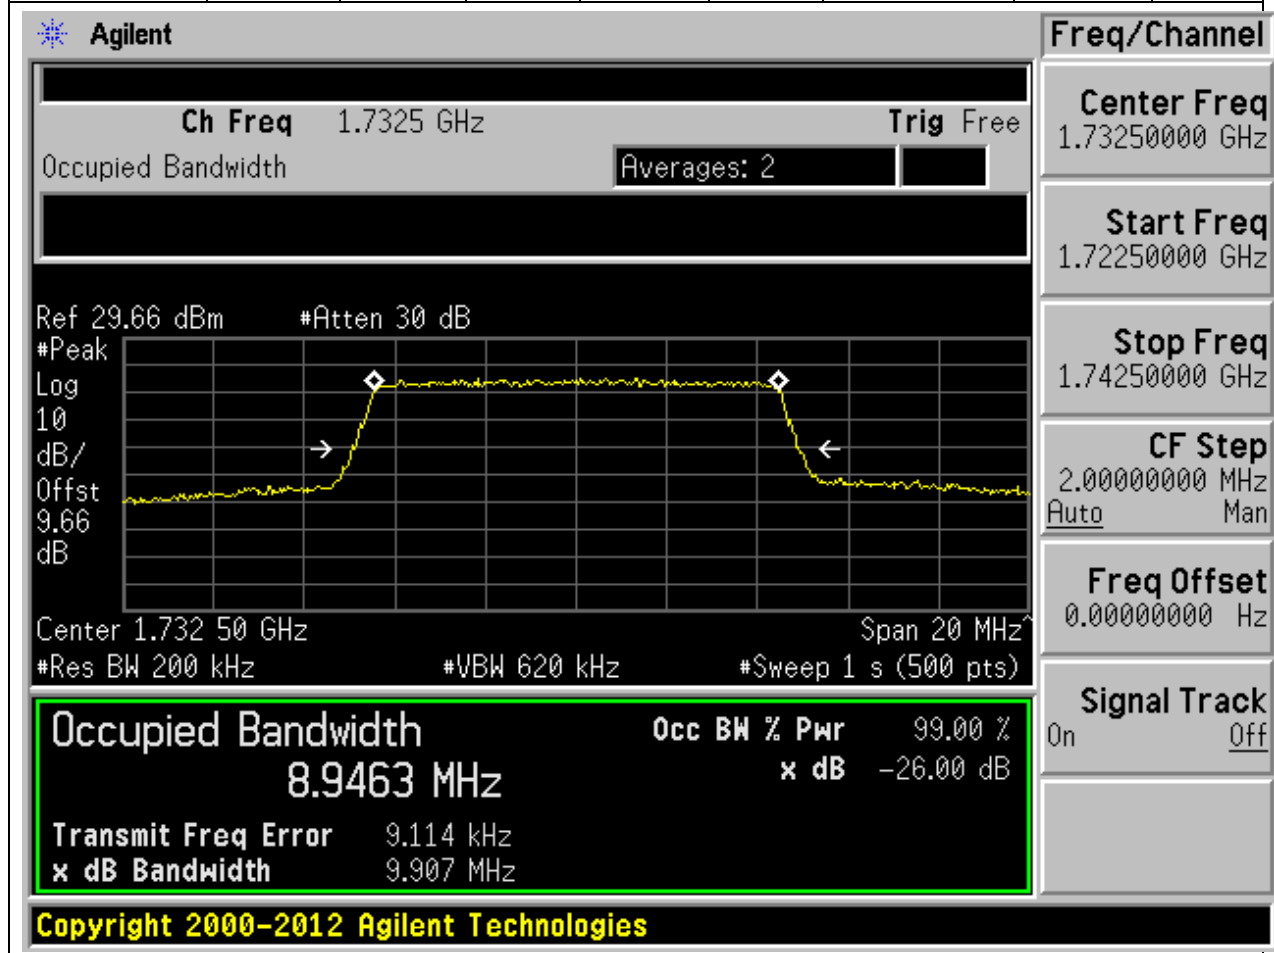 Agilent
Freq/Channel
Ch Freq 1.7325 GHz Trig Free
Occupied Bandwidth Averages: 2
Center Freq
1.73250000 GHz
Start Freq
1.72250000 GHz
Ref 29.66 dBm #Atten 30 dB
#Peak
Log
10
dB/
Offst
9.66
dB
Stop Freq
1.74250000 GHz
CF Step
2.00000000 MHz
Auto Man
Freq Offset
0.00000000 Hz
Center 1.732 50 GHz Span 20 MHz^
#Res BW 200 kHz #VBW 620 kHz #Sweep 1 s (500 pts)
Signal Track
On Off
Occupied Bandwidth Occ BW % Pwr 99.00 %
8.9463 MHz x dB -26.00 dB
Transmit Freq Error 9.114 kHz
x dB Bandwidth 9.907 MHz
Copyright 2000-2012 Agilent Technologies